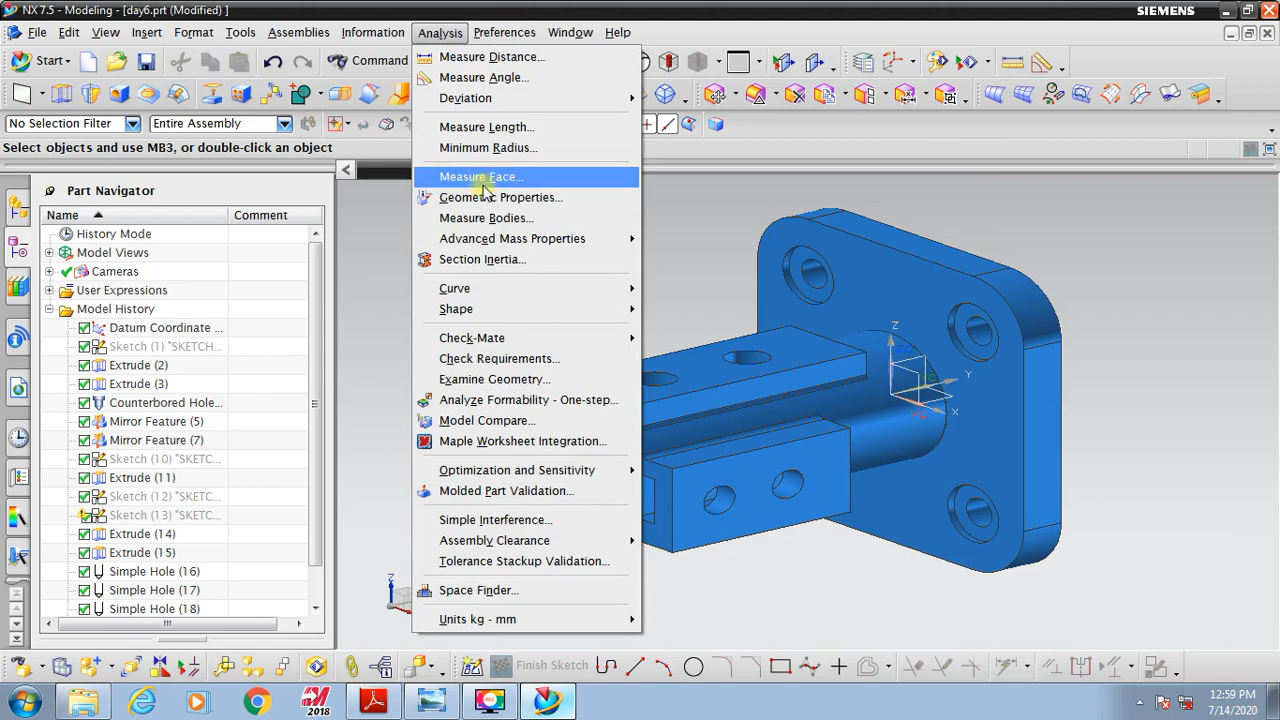 NX 7.5 - Modeling - [day6.prt (Modified) ]
SIEMENS
File Edit View Insert Format Tools Assemblies Information Analysis Preferences Window Help
Start
Command
No Selection Filter
Entire Assembly
Select objects and use MB3, or double-click an object
Part Navigator
Name
Comment
History Mode
Model Views
Cameras
User Expressions
Model History
Datum Coordinate ...
Sketch (1) "SKETCH...
Extrude (2)
Extrude (3)
Counterbored Hole...
Mirror Feature (5)
Mirror Feature (7)
Sketch (10) "SKETC...
Extrude (11)
Sketch (12) "SKETC...
Sketch (13) "SKETC...
Extrude (14)
Extrude (15)
Simple Hole (16)
Simple Hole (17)
Simple Hole (18)
Measure Distance...
Measure Angle...
Deviation
Measure Length...
Minimum Radius...
Measure Face...
Geometric Properties...
Measure Bodies...
Advanced Mass Properties
Section Inertia...
Curve
Shape
Check-Mate
Check Requirements...
Examine Geometry...
Analyze Formability - One-step...
Model Compare...
Maple Worksheet Integration...
Optimization and Sensitivity
Molded Part Validation...
Simple Interference...
Assembly Clearance
Tolerance Stackup Validation...
Space Finder...
Units kg - mm
Z
Y
X
Z
Finish Sketch
2018
REC
12:59 PM
7/14/2020